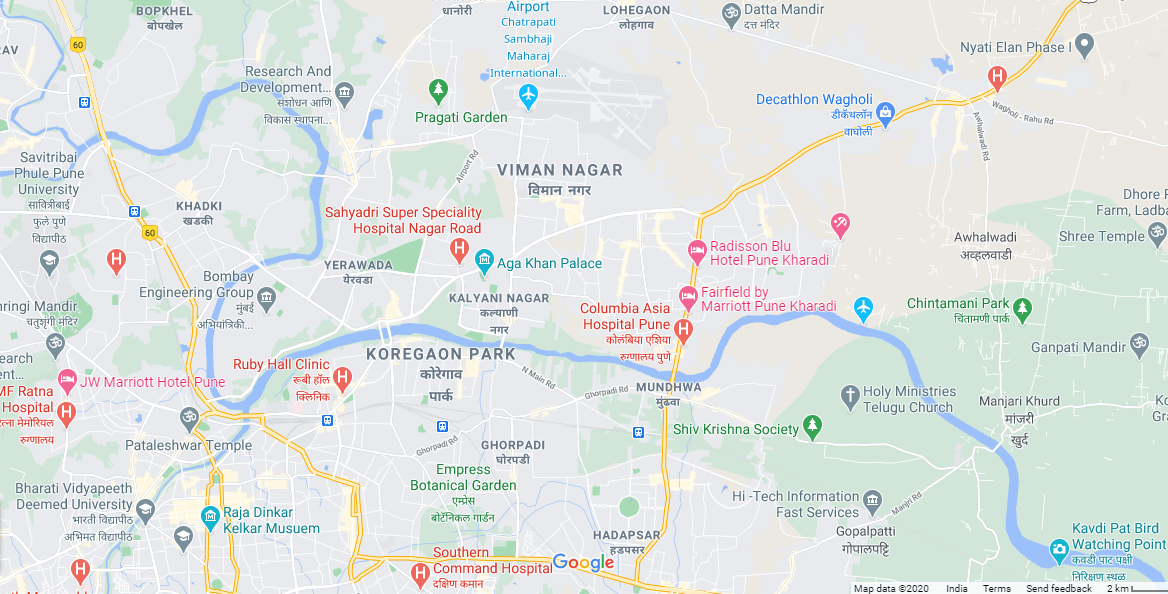 BOPKHEL
बोपखेल
धानोरी
Airport
Chatrapati
Sambhaji
Maharaj
International...
LOHEGAON
लोहगाव
Datta Mandir
दत्त मंदिर
Nyati Elan Phase I
60
Research And
Development...
संशोधन आणि
विकास स्थापना...
Pragati Garden
Decathlon Wagholi
डीकॅथलॉन
वाघोली
Wagholi - Rahu Rd
Awhalwadi Rd
Airport Rd
Savitribai
Phule Pune
University
सावित्रीबाई
फुले पुणे
विद्यापीठ
VIMAN NAGAR
विमान नगर
KHADKI
खडकी
60
Sahyadri Super Speciality
Hospital Nagar Road
Radisson Blu
Hotel Pune Kharadi
Awhalwadi
अव्हलवाडी
Shree Temple
YERAWADA
येरवडा
Aga Khan Palace
Bombay
Engineering Group
मुंबई
अभियांत्रिकी...
KALYANI NAGAR
कल्याणी
नगर
Fairfield by
Marriott Pune Kharadi
Columbia Asia
Hospital Pune
कोलंबिया एशिया
रुग्णालय पुणे
Chintamani Park
चिंतामणी पार्क
चतुःशृंगी मंदिर
Ganpati Mandir
KOREGAON PARK
कोरेगाव
पार्क
Ruby Hall Clinic
रूबी हॉल
क्लिनिक
JW Marriott Hotel Pune
N Main Rd
Ghorpadi Rd
MUNDHWA
मुंढवा
Holy Ministries
Telugu Church
Manjari Khurd
मांजरी
खुर्द
Ratna
Hospital
रुग्णालय
Pataleshwar Temple
Shiv Krishna Society
Ghorpadi Rd
GHORPADI
घोरपडी
Empress
Botanical Garden
एम्प्रेस
बोटॅनिकल गार्डन
Bharati Vidyapeeth
Deemed University
भारती विद्यापीठ
अभिमत विद्यापीठ
Raja Dinkar
Kelkar Musuem
Hi -Tech Information
Fast Services
Manjri Rd
Gopalpatti
गोपालपट्टि
HADAPSAR
हडपसर
Kavdi Pat Bird
Watching Point
कवडी पाट पक्षी
निरिक्षण स्थळ
Southern
Command Hospital
दक्षिण कमान
Google
Map data ©2020 India Terms Send feedback 2 km